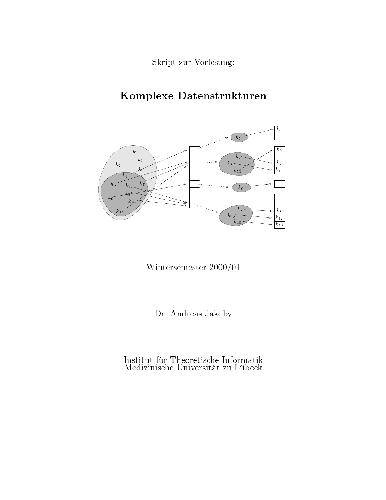 Skript zur Vorlesung:
Komplexe Datenstrukturen
Wintersemester 2000/01
Dr. Andreas Jakoby
Institut für Theoretische Informatik
Medizinische Universität zu Lübeck